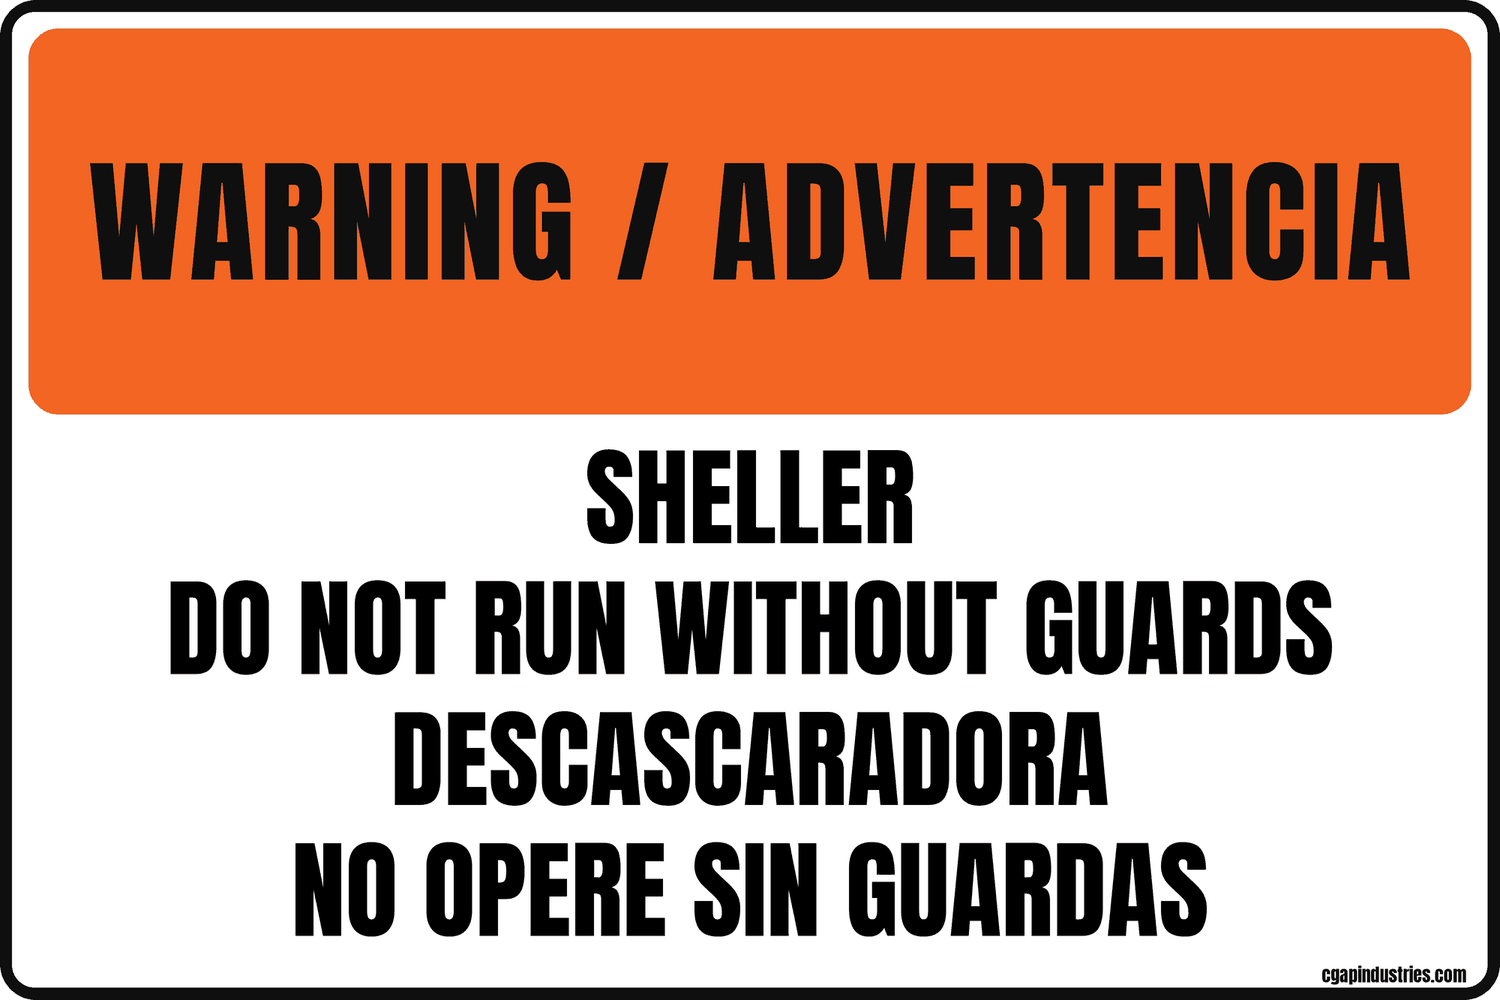 WARNING / ADVERTENCIA
SHELLER
DO NOT RUN WITHOUT GUARDS
DESCASCARADORA
NO OPERE SIN GUARDAS
cgapindustries.com